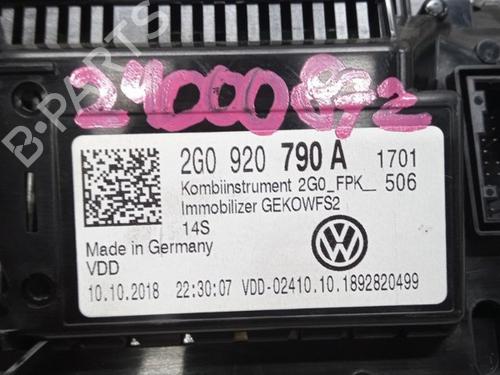 B-PARTS
24000872
2G0 920 790 A 1701
Kombiinstrument 2G0_FPK_ 506
Immobilizer GEKOWFS2
14S
Made in Germany
VDD
10.10.2018 22:30:07 VDD-02410.10.1892820499